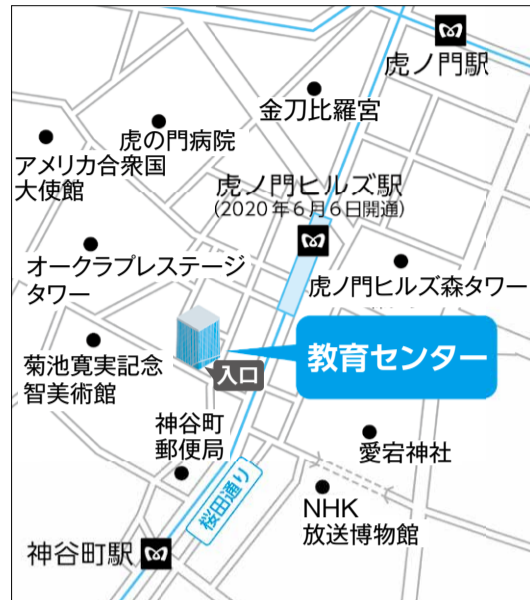 虎ノ門駅
金刀比羅宮
虎の門病院
アメリカ合衆国
大使館
虎ノ門ヒルズ駅
(2020年6月6日開通)
オークラプレステージ
タワー
虎ノ門ヒルズ森タワー
教育センター
入口
菊池寛実記念
智美術館
神谷町
郵便局
愛宕神社
桜田通り
NHK
放送博物館
神谷町駅